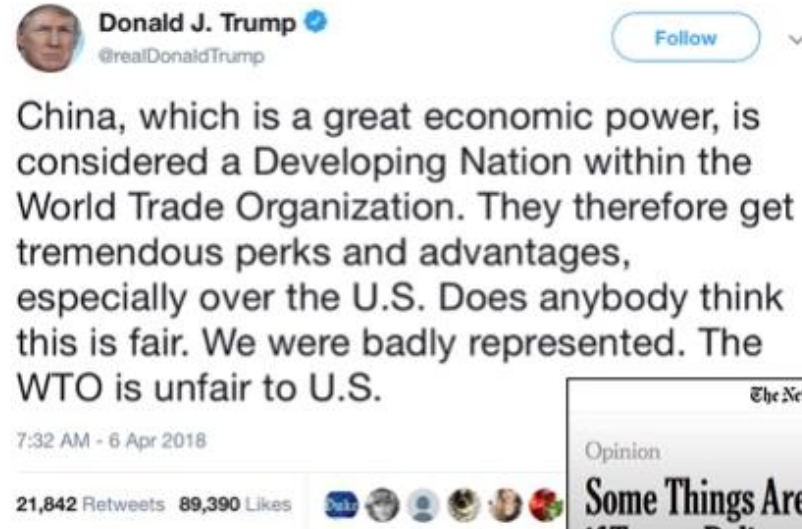 Donald J. Trump
@realDonaldTrump
Follow
China, which is a great economic power, is
considered a Developing Nation within the
World Trade Organization. They therefore get
tremendous perks and advantages,
especially over the U.S. Does anybody think
this is fair. We were badly represented. The
WTO is unfair to U.S.
7:32 AM - 6 Apr 2018
21,842 Retweets 89,390 Likes
Duke
The Ne
Opinion
Some Things Are